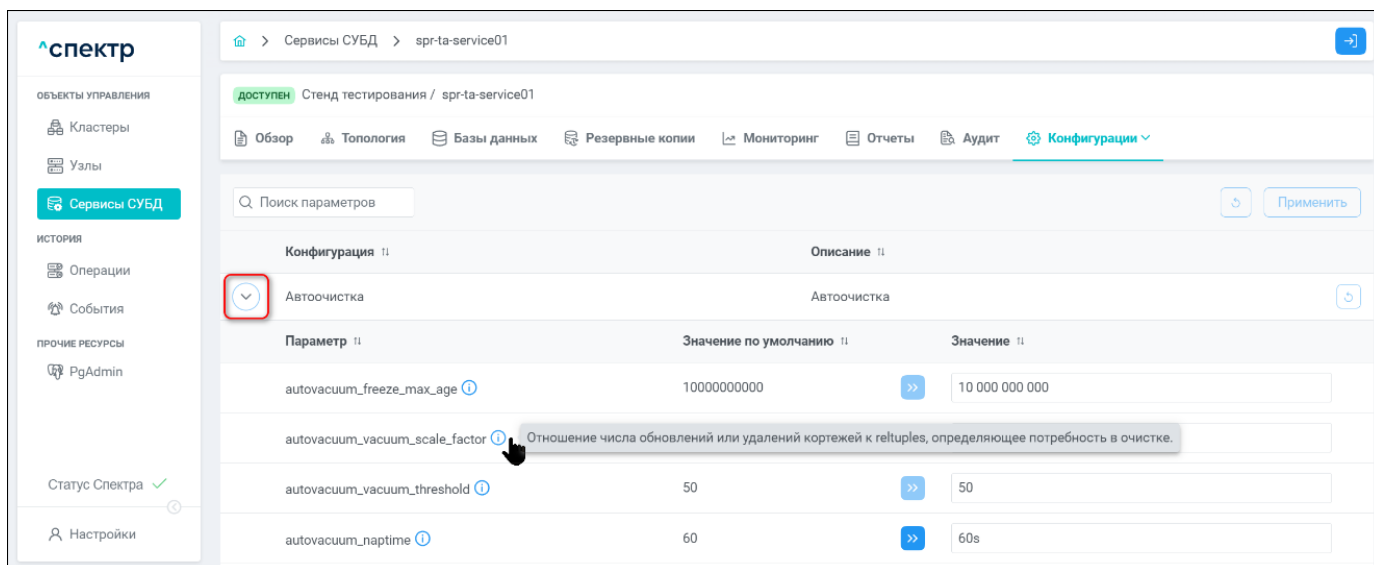 ^спектр
ОБЪЕКТЫ УПРАВЛЕНИЯ
Кластеры
Узлы
Сервисы СУБД
ИСТОРИЯ
Операции
События
ПРОЧИЕ РЕСУРСЫ
PgAdmin
Статус Спектра
Настройки
> Сервисы СУБД > spr-ta-service01
ДОСТУПЕН Стенд тестирования / spr-ta-service01
Обзор Топология Базы данных Резервные копии Мониторинг Отчеты Аудит Конфигурации
Поиск параметров Применить
Конфигурация Описание
Автоочистка Автоочистка
Параметр Значение по умолчанию Значение
autovacuum_freeze_max_age 10000000000 10 000 000 000
autovacuum_vacuum_scale_factor Отношение числа обновлений или удалений кортежей к reltuples, определяющее потребность в очистке.
autovacuum_vacuum_threshold 50 50
autovacuum_naptime 60 60s